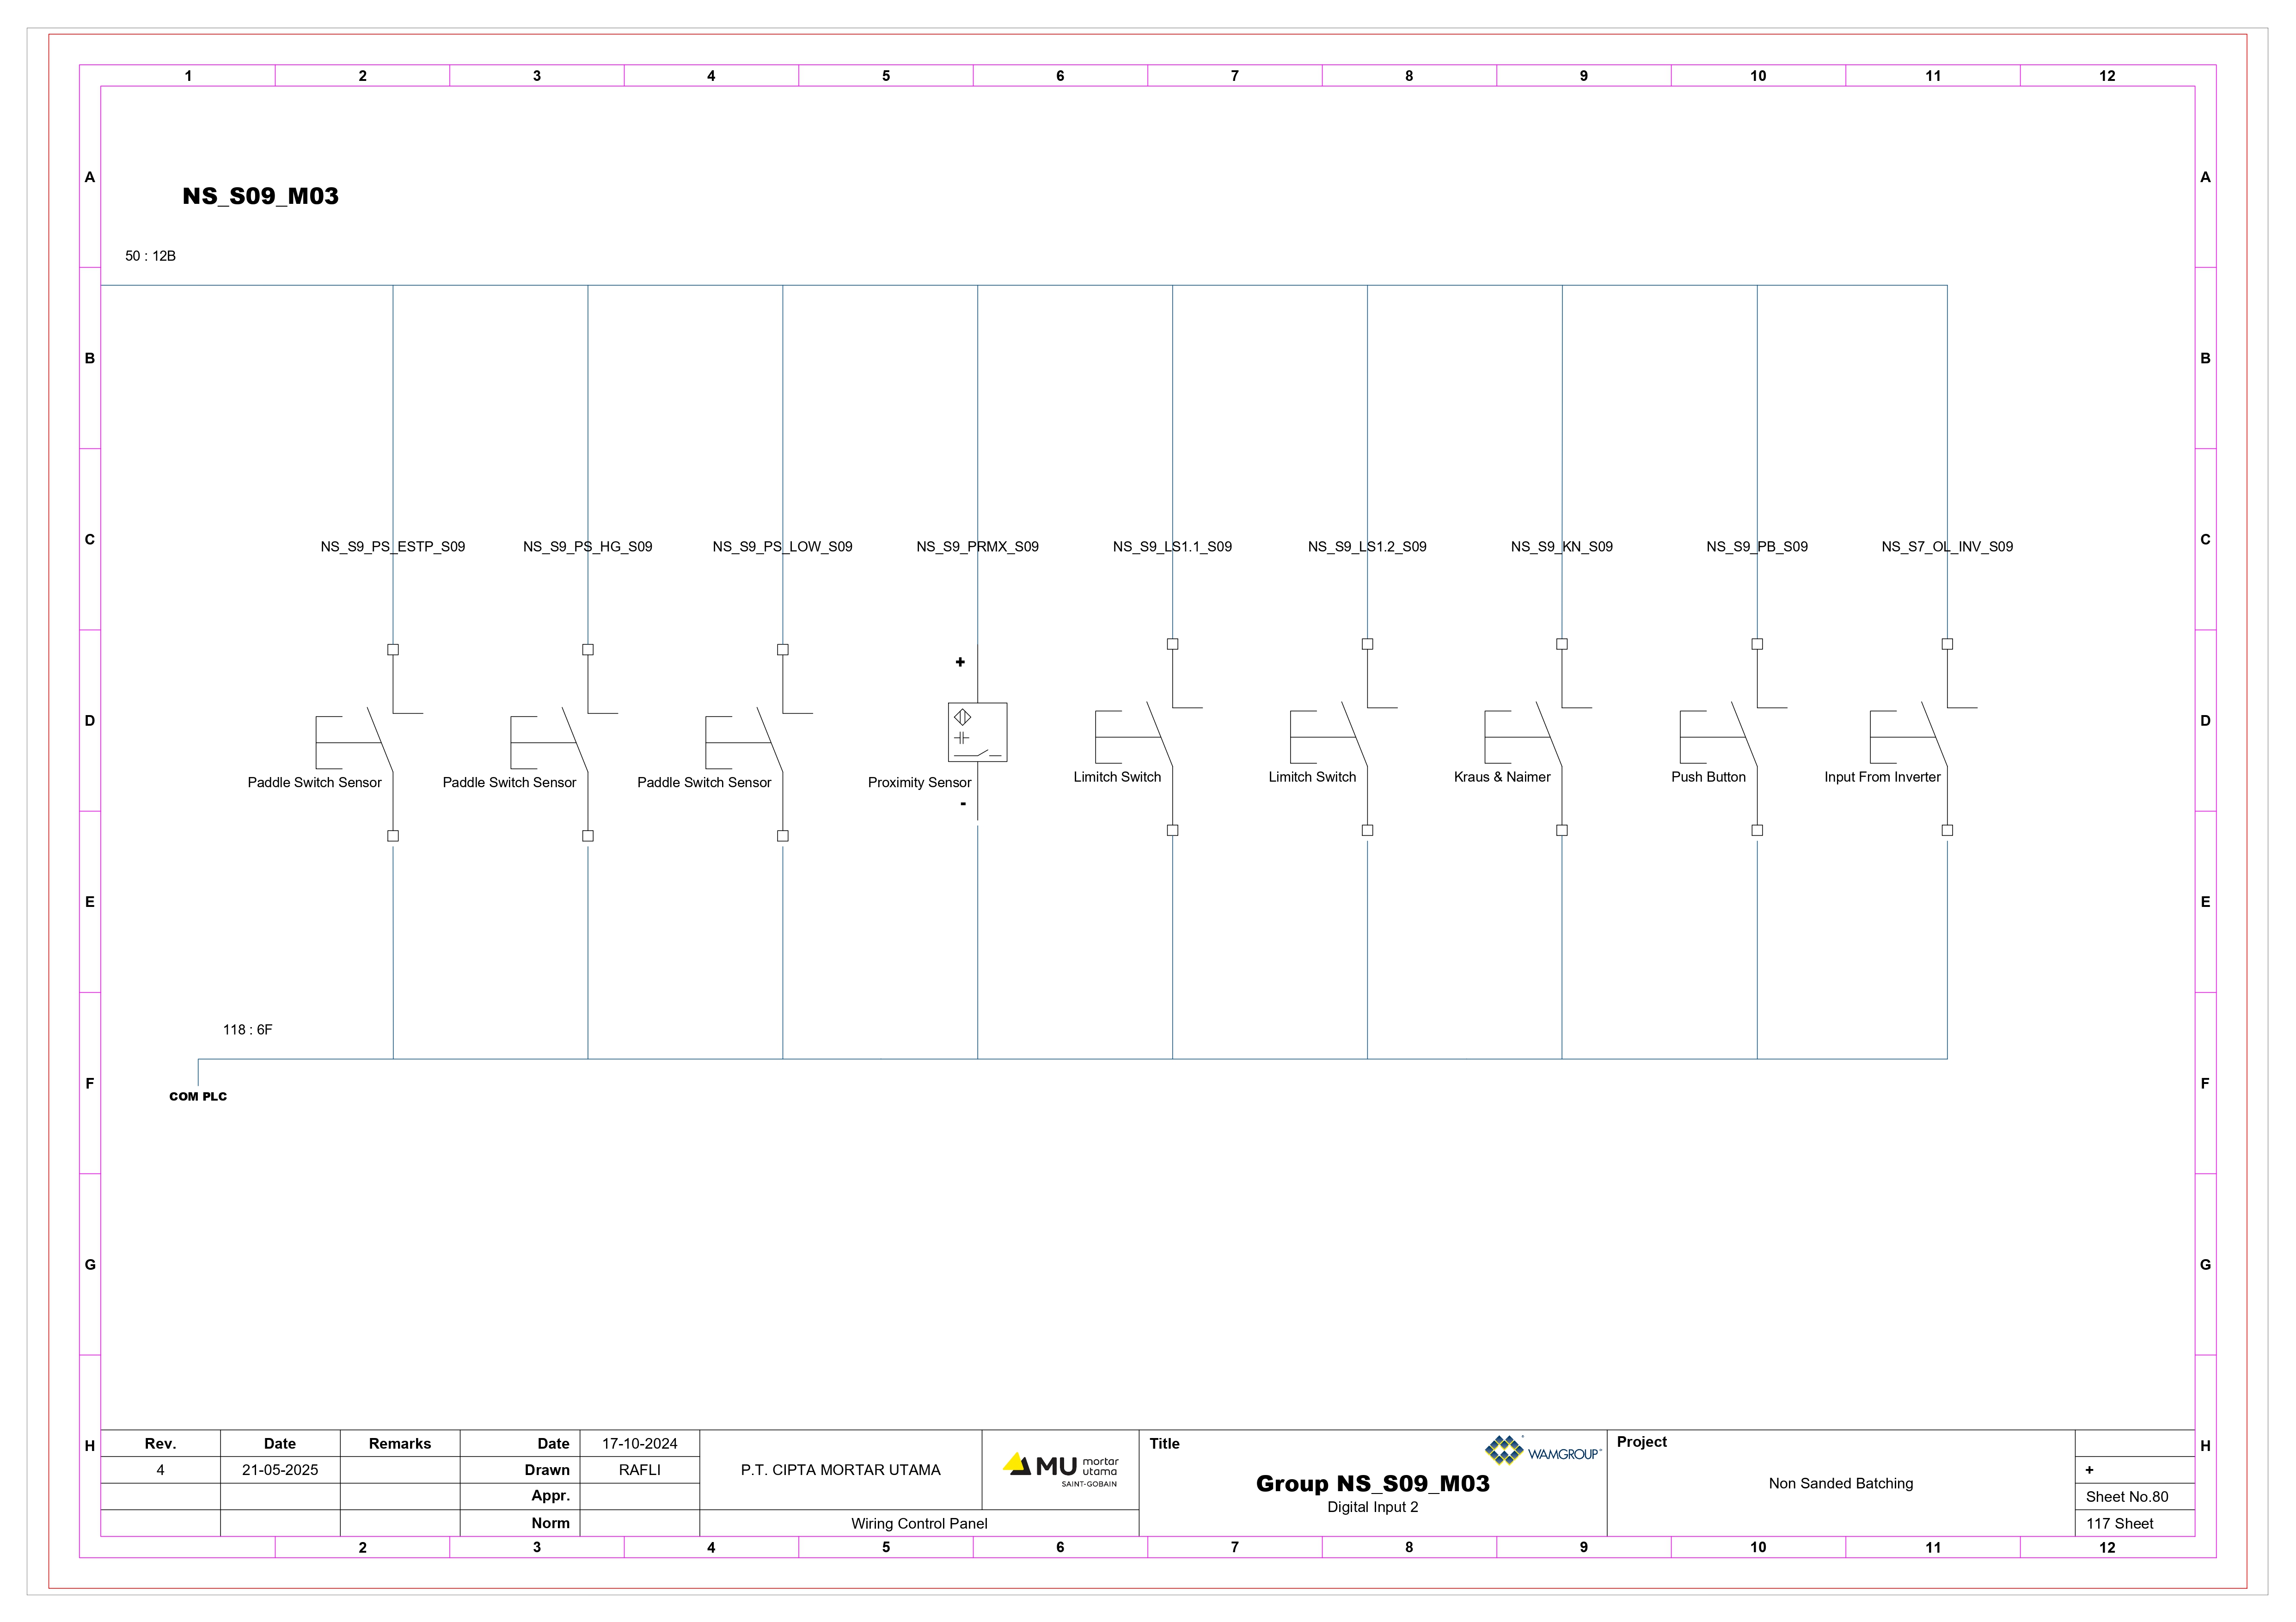 1 2 3 4 5 6 7 8 9 10 11 12
A A
NS_S09_M03
50 : 12B
B B
C C
NS_S9_PS_ESTP_S09 NS_S9_PS_HG_S09 NS_S9_PS_LOW_S09 NS_S9_PRMX_S09 NS_S9_LS1.1_S09 NS_S9_LS1.2_S09 NS_S9_KN_S09 NS_S9_PB_S09 NS_S7_OL_INV_S09
+
D D
Paddle Switch Sensor Paddle Switch Sensor Paddle Switch Sensor Proximity Sensor Limitch Switch Limitch Switch Kraus & Naimer Push Button Input From Inverter
-
E E
118 : 6F
F F
COM PLC
G G
H H
Rev. Date Remarks Date 17-10-2024
4 21-05-2025 Drawn RAFLI
Appr.
Norm
P.T. CIPTA MORTAR UTAMA
MU mortar
utama
SAINT-GOBAIN
Wiring Control Panel
Title
WAMGROUP
Group NS_S09_M03
Digital Input 2
Project
Non Sanded Batching
+
Sheet No.80
117 Sheet
2 3 4 5 6 7 8 9 10 11 12